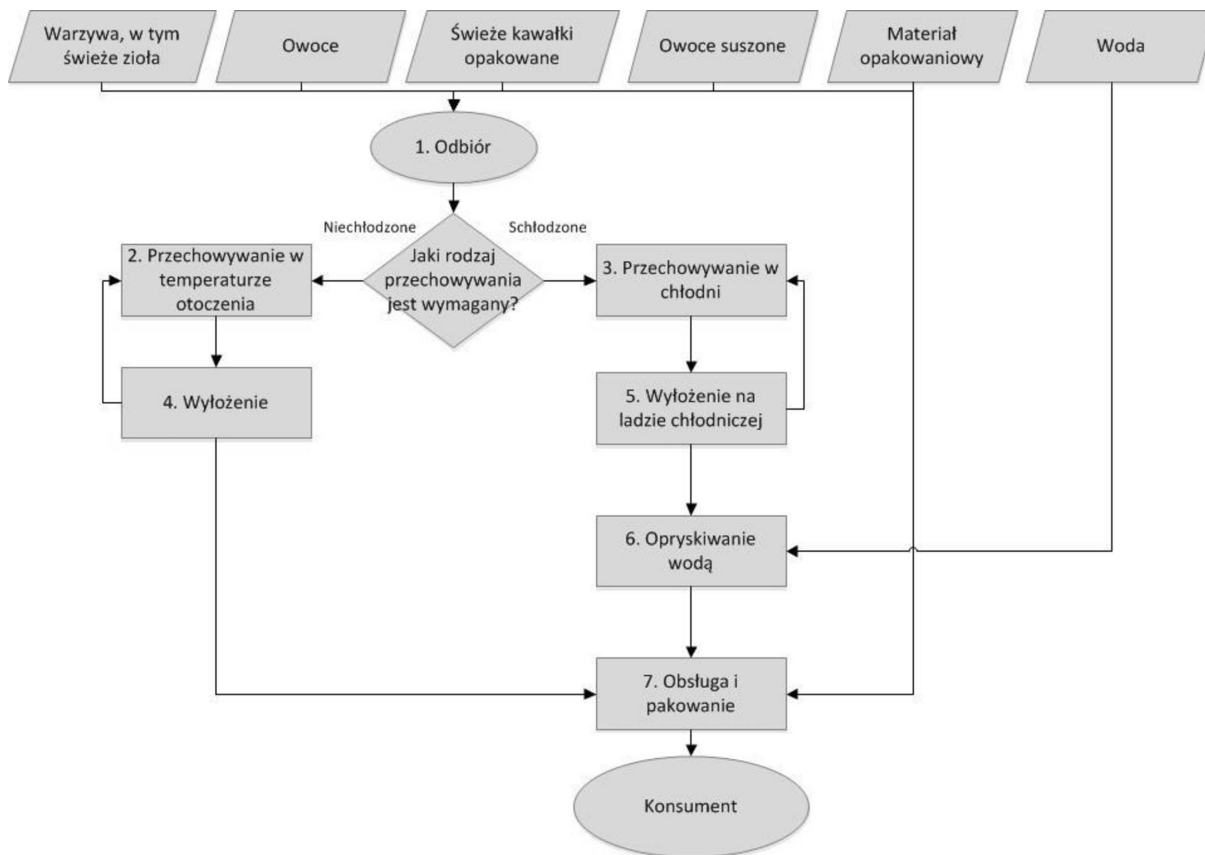 Warzywa, w tym
świeże zioła
Owoce
Świeże kawałki
opakowane
Owoce suszone
Materiał
opakowaniowy
Woda
1. Odbiór
Niechłodzone
Schłodzone
Jaki rodzaj
przechowywania
jest wymagany?
2. Przechowywanie w
temperaturze
otoczenia
3. Przechowywanie w
chłodni
4. Wyłożenie
5. Wyłożenie na
ladzie chłodniczej
6. Opryskiwanie
wodą
7. Obsługa i
pakowanie
Konsument